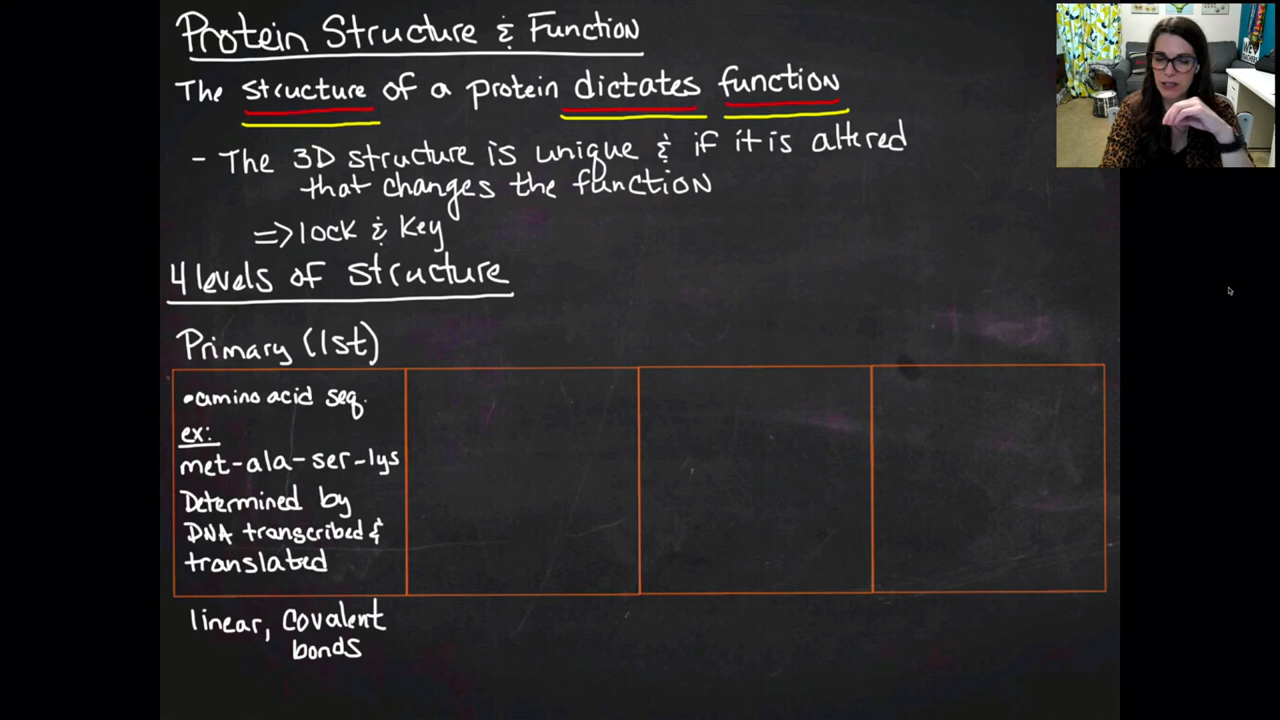 Protein Structure & Function
The structure of a protein dictates function
- The 3D structure is unique & if it is altered
that changes the function
=> lock & key
4 levels of structure
Primary (1st)
•amino acid seq.
ex:
met-ala-ser-lys
Determined by
DNA transcribed &
translated
linear, covalent
bonds